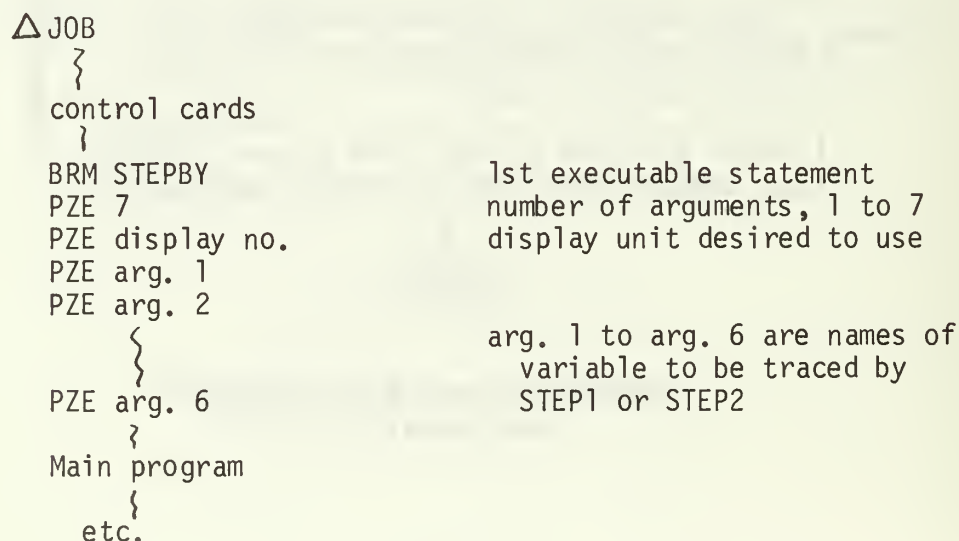 Δ JOB
control cards
BRM STEPBY 1st executable statement
PZE 7 number of arguments, 1 to 7
PZE display no. display unit desired to use
PZE arg. 1
PZE arg. 2
arg. 1 to arg. 6 are names of
variable to be traced by
PZE arg. 6 STEP1 or STEP2
Main program
etc.